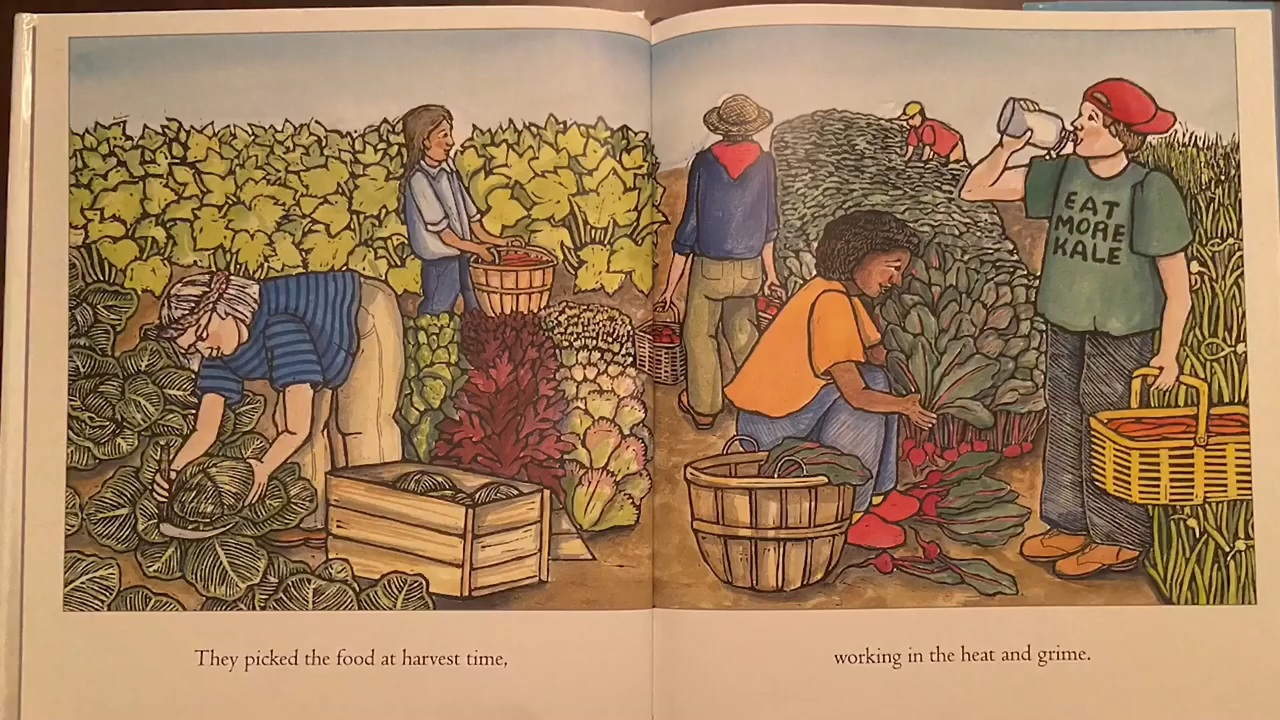 EAT
MORE
KALE
They picked the food at harvest time,
working in the heat and grime.